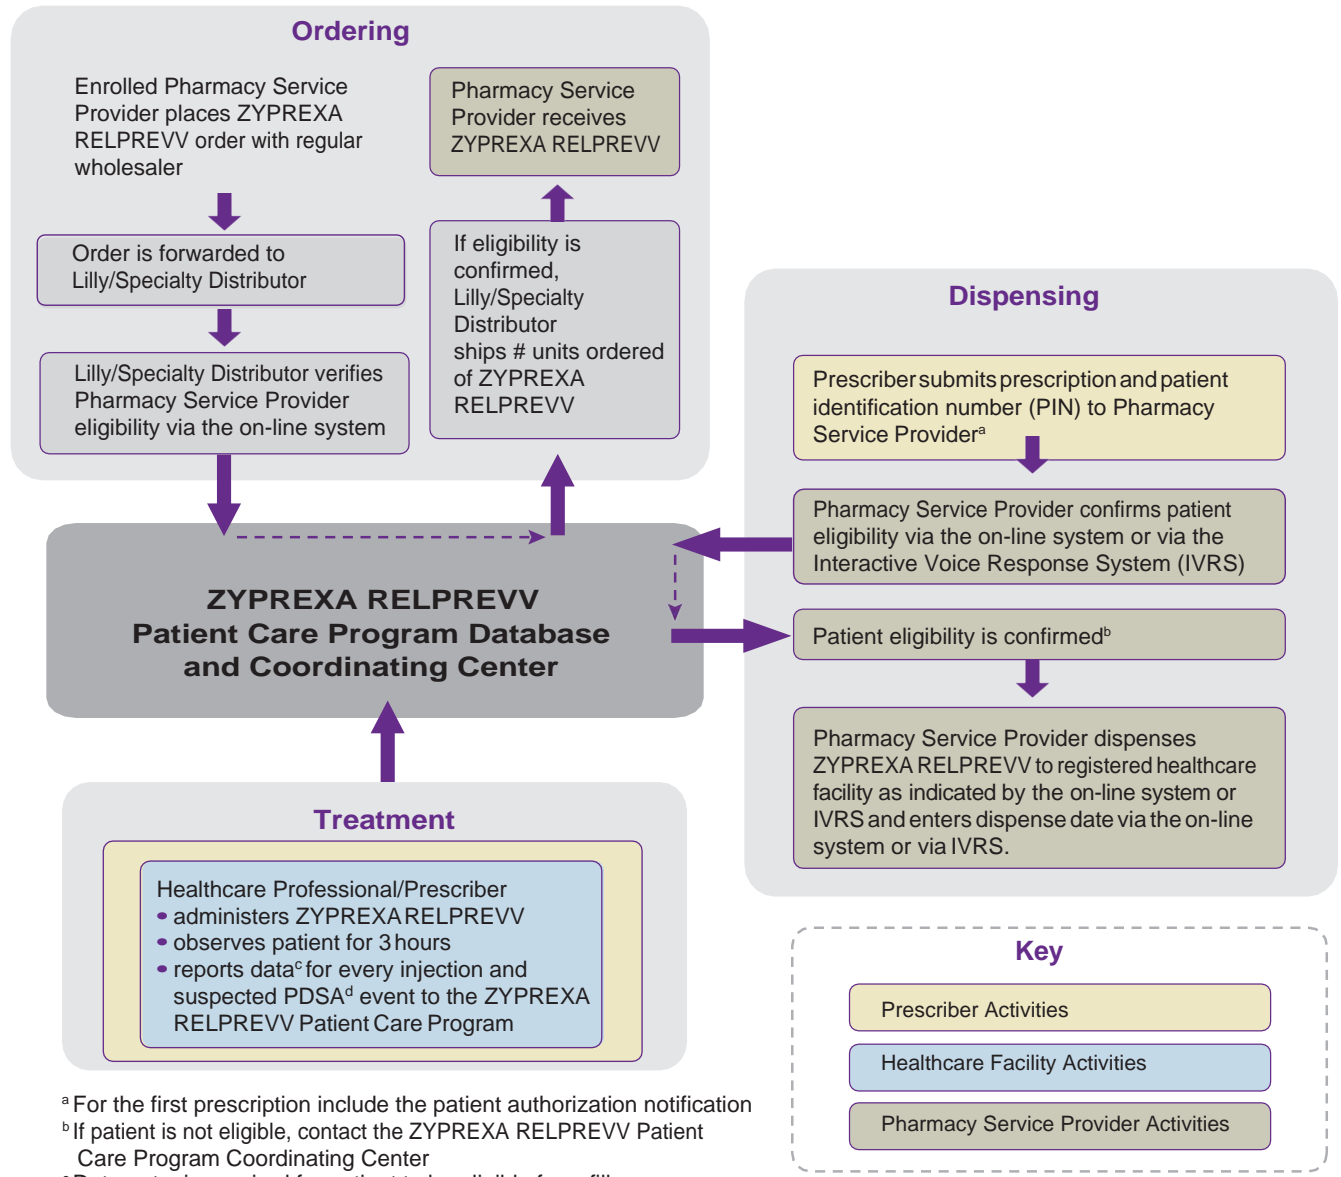 Ordering
Enrolled Pharmacy Service
Provider places ZYPREXA
RELPREVV order with regular
wholesaler
Order is forwarded to
Lilly/Specialty Distributor
Lilly/Specialty Distributor verifies
Pharmacy Service Provider
eligibility via the on-line system
Pharmacy Service
Provider receives
ZYPREXA RELPREVV
If eligibility is
confirmed,
Lilly/Specialty
Distributor
ships # units ordered
of ZYPREXA
RELPREVV
Dispensing
Prescriber submits prescription and patient
identification number (PIN) to Pharmacy
Service Providerᵃ
Pharmacy Service Provider confirms patient
eligibility via the on-line system or via the
Interactive Voice Response System (IVRS)
Patient eligibility is confirmedᵇ
Pharmacy Service Provider dispenses
ZYPREXA RELPREVV to registered healthcare
facility as indicated by the on-line system or
IVRS and enters dispense date via the on-line
system or via IVRS.
ZYPREXA RELPREVV
Patient Care Program Database
and Coordinating Center
Treatment
Healthcare Professional/Prescriber
• administers ZYPREXA RELPREVV
• observes patient for 3 hours
• reports dataᶜ for every injection and
suspected PDSAᵈ event to the ZYPREXA
RELPREVV Patient Care Program
Key
Prescriber Activities
Healthcare Facility Activities
Pharmacy Service Provider Activities
ᵃ For the first prescription include the patient authorization notification
ᵇ If patient is not eligible, contact the ZYPREXA RELPREVV Patient
Care Program Coordinating Center